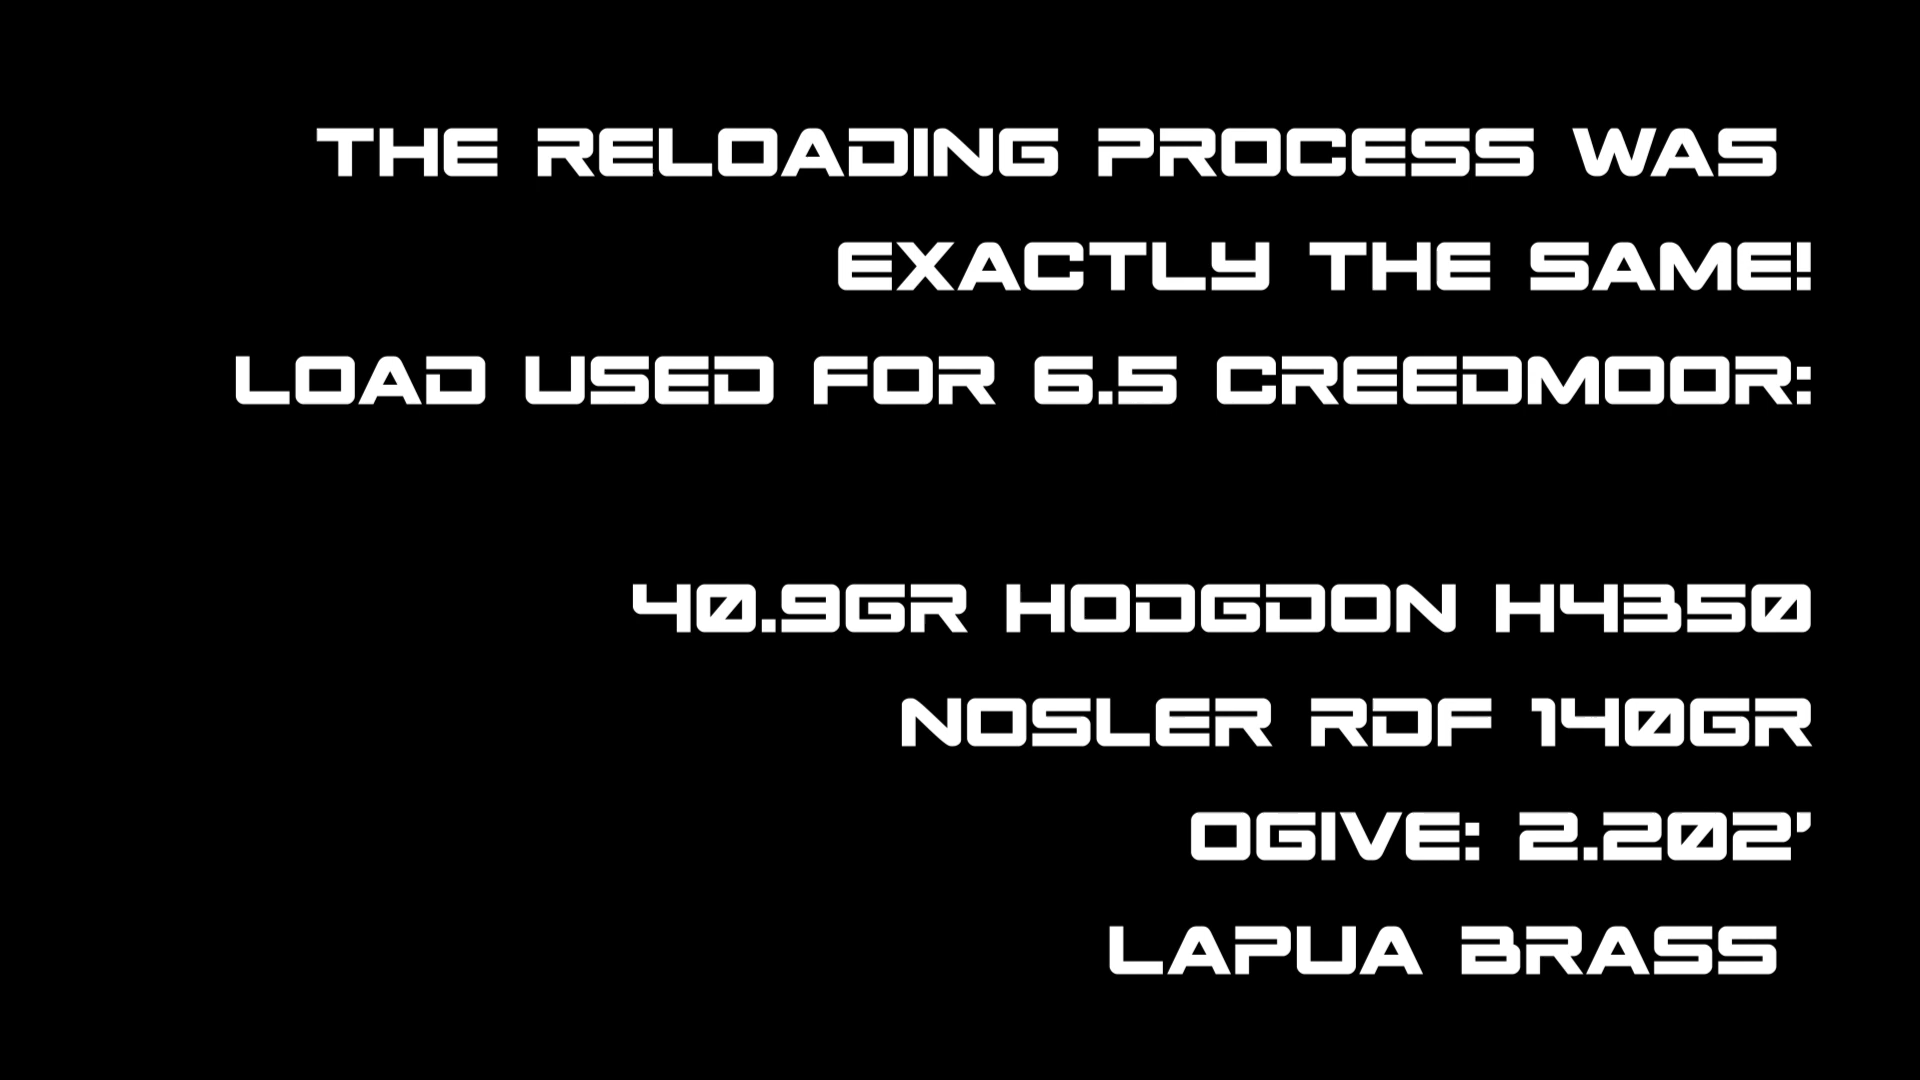 THE RELOADING PROCESS WAS
EXACTLY THE SAME!
LOAD USED FOR 6.5 CREEDMOOR:
40.9GR HODGDON H4350
NOSLER RDF 140GR
OGIVE: 2.202'
LAPUA BRASS